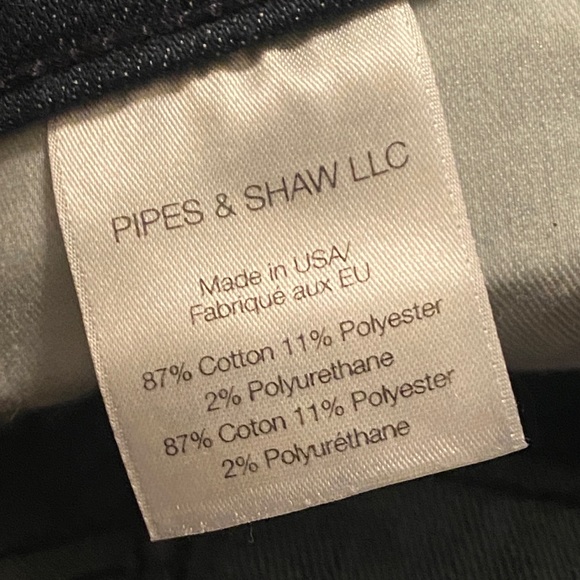 PIPES & SHAW LLC
Made in USA/
Fabriqué aux EU
87% Cotton 11% Polyester
2% Polyurethane
87% Coton 11% Polyester
2% Polyuréthane